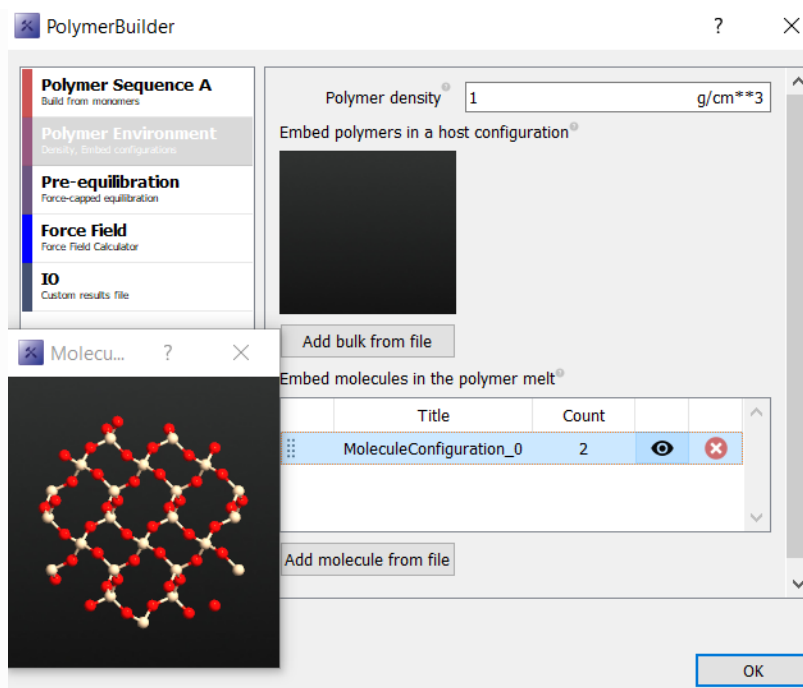 PolymerBuilder
?
Polymer Sequence A
Build from monomers
Polymer Environment
Density, Embed configurations
Pre-equilibration
Force-capped equilibration
Force Field
Force Field Calculator
IO
Custom results file
Polymer density
1 g/cm**3
Embed polymers in a host configuration
Add bulk from file
Embed molecules in the polymer melt
Title Count
MoleculeConfiguration_0 2
Add molecule from file
Molecu... ?
OK